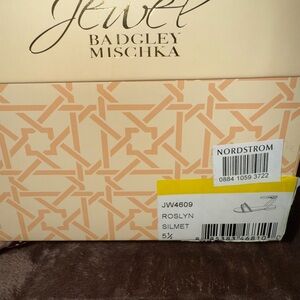 Jewel
BADGLEY
MISCHKA
NORDSTROM
0884 1059 3722
JW4609
ROSLYN
SILMET
5½